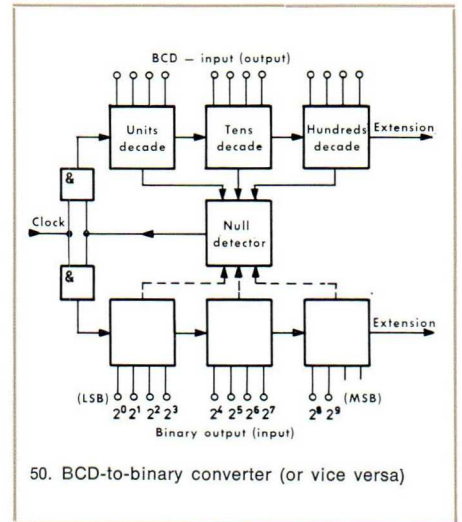 BCD – input (output)
Units decade
Tens decade
Hundreds decade
Extension
&
Clock
Null detector
&
Extension
(LSB)
2⁰ 2¹ 2² 2³
2⁴ 2⁵ 2⁶ 2⁷
2⁸ 2⁹
(MSB)
Binary output (input)
50. BCD-to-binary converter (or vice versa)